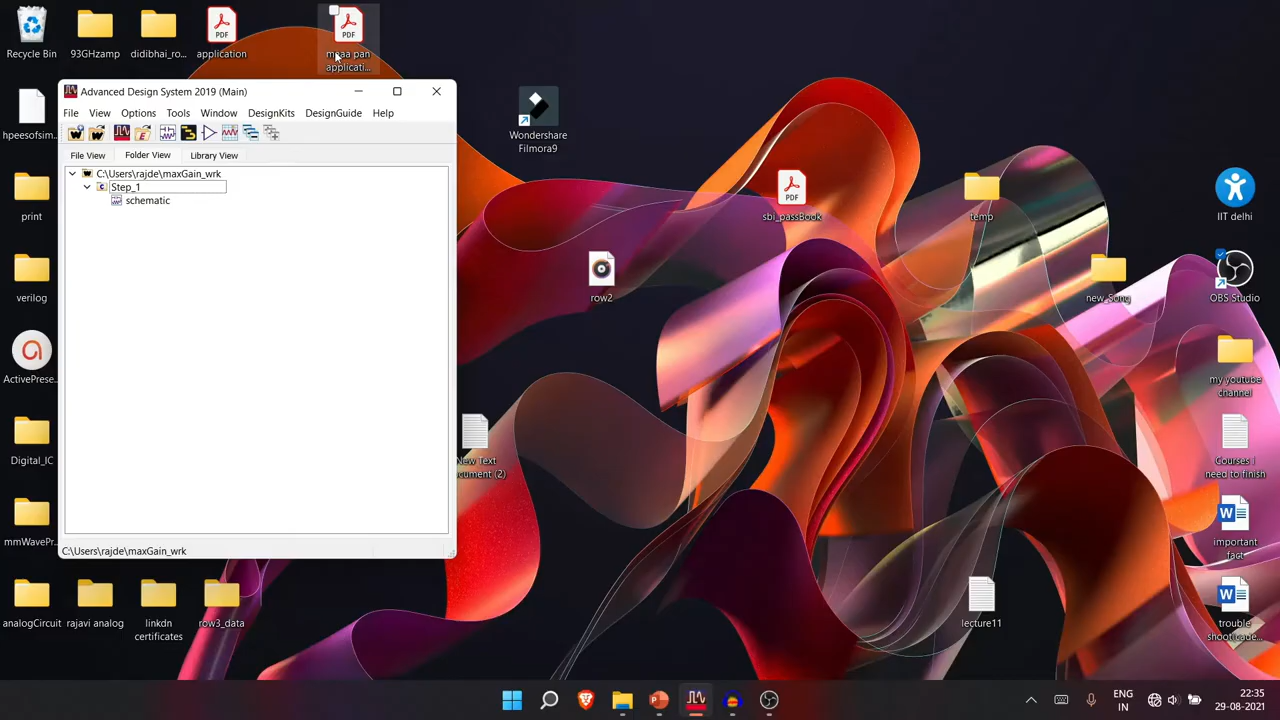 Recycle Bin
93GHzamp
didibhai_ro...
application
maa pan
applicati...
hpeesofsim...
Advanced Design System 2019 (Main)
File View Options Tools Window DesignKits DesignGuide Help
File View Folder View Library View
C:\Users\rajde\maxGain_wrk
Step_1
schematic
C:\Users\rajde\maxGain_wrk
Wondershare
Filmora9
sbi_passBook
temp
IIT delhi
row2
new_Song
OBS Studio
print
verilog
ActivePrese...
my youtube
channel
Digital_IC
New Text
Document (2)
Courses I
need to finish
mmWavePr...
important
fact
analogCircuit
rajavi analog
linkdn
certificates
row3_data
lecture11
trouble
shoot(cade...
ENG
IN
22:35
29-08-2021